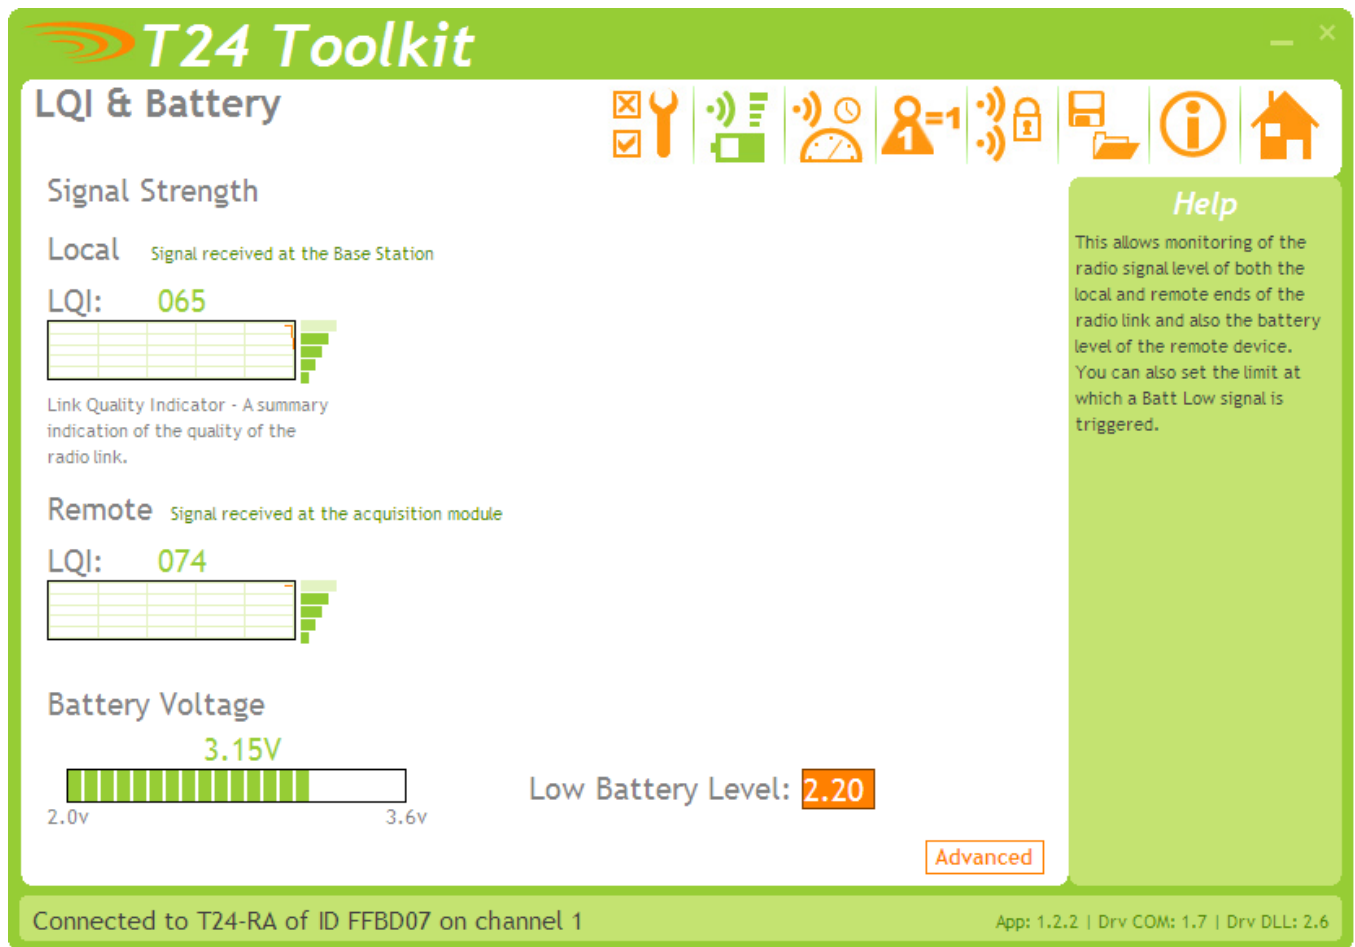 T24 Toolkit
LQI & Battery
1=1
Signal Strength
Local Signal received at the Base Station
LQI: 065
Link Quality Indicator - A summary
indication of the quality of the
radio link.
Remote Signal received at the acquisition module
LQI: 074
Battery Voltage
3.15V
2.0v 3.6v
Low Battery Level: 2.20
Advanced
Help
This allows monitoring of the
radio signal level of both the
local and remote ends of the
radio link and also the battery
level of the remote device.
You can also set the limit at
which a Batt Low signal is
triggered.
Connected to T24-RA of ID FFBD07 on channel 1
App: 1.2.2 | Drv COM: 1.7 | Drv DLL: 2.6